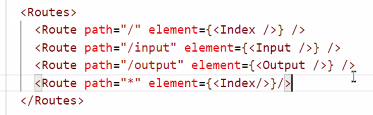 <Routes>
<Route path="/" element={<Index />} />
<Route path="/input" element={<Input />} />
<Route path="/output" element={<Output />} />
<Route path="*" element={<Index/>}/>
</Routes>